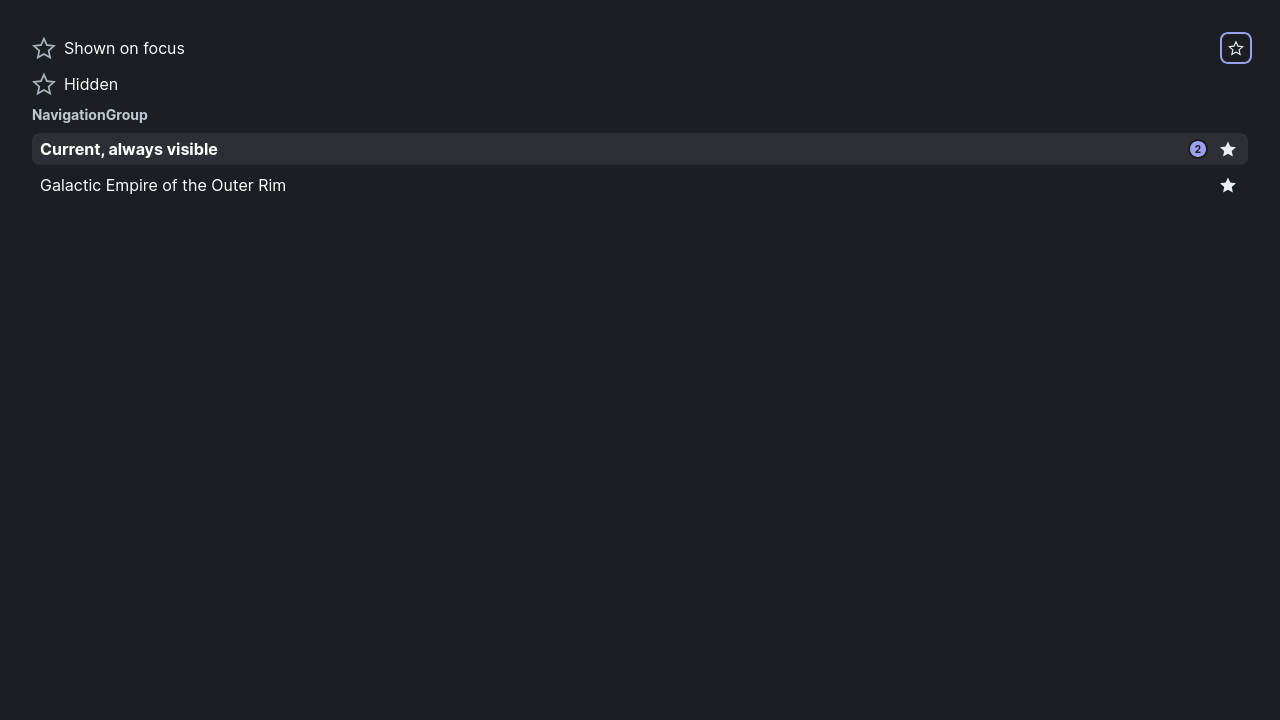 Shown on focus
Hidden
NavigationGroup
Current, always visible 2
Galactic Empire of the Outer Rim